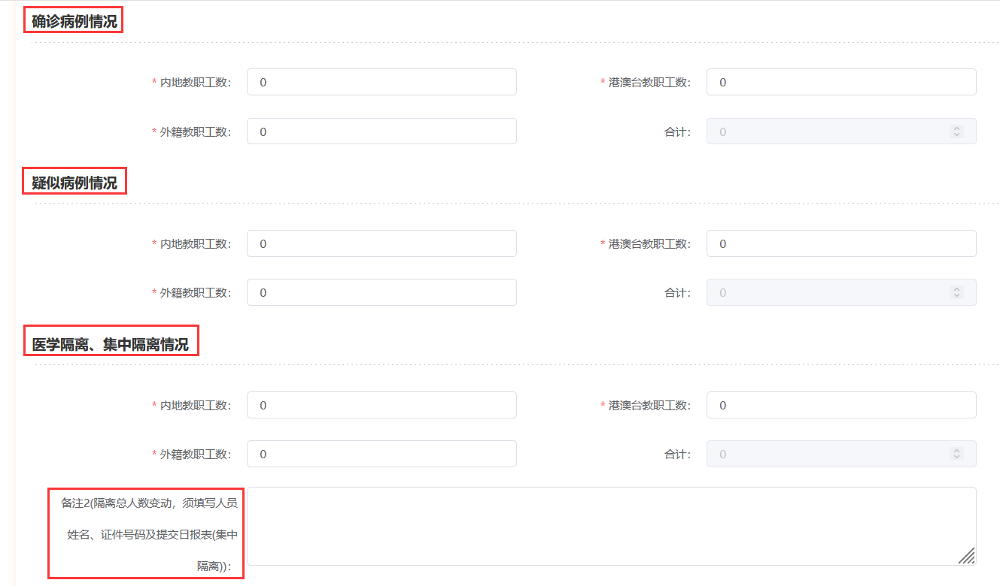 确诊病例情况
* 内地教职工数： 0 * 港澳台教职工数： 0
* 外籍教职工数： 0 合计： 0
疑似病例情况
* 内地教职工数： 0 * 港澳台教职工数： 0
* 外籍教职工数： 0 合计： 0
医学隔离、集中隔离情况
* 内地教职工数： 0 * 港澳台教职工数： 0
* 外籍教职工数： 0 合计： 0
备注2(隔离总人数变动，须填写人员
姓名、证件号码及提交日报表(集中
隔离))：